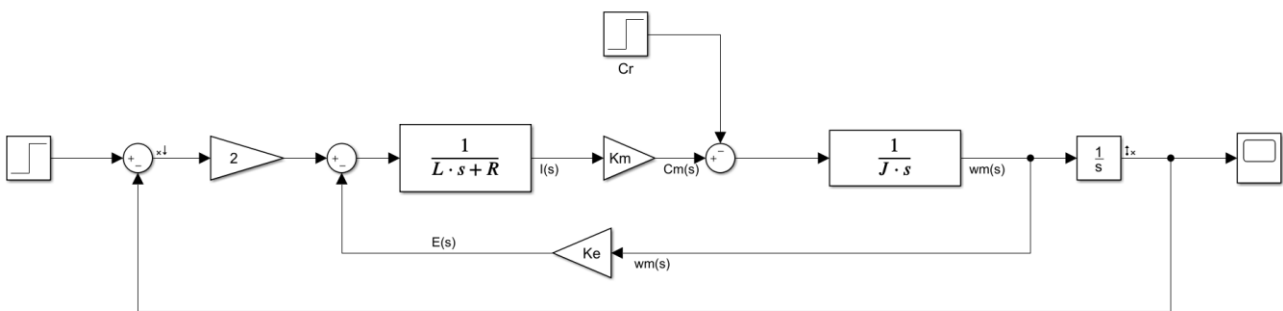 Cr
2
1
L · s + R
I(s)
Km
Cm(s)
1
J · s
wm(s)
1
s
E(s)
Ke
wm(s)